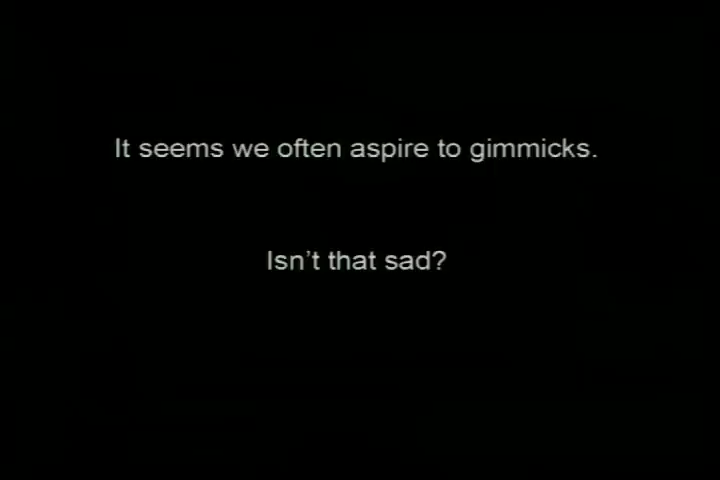 It seems we often aspire to gimmicks.
Isn’t that sad?